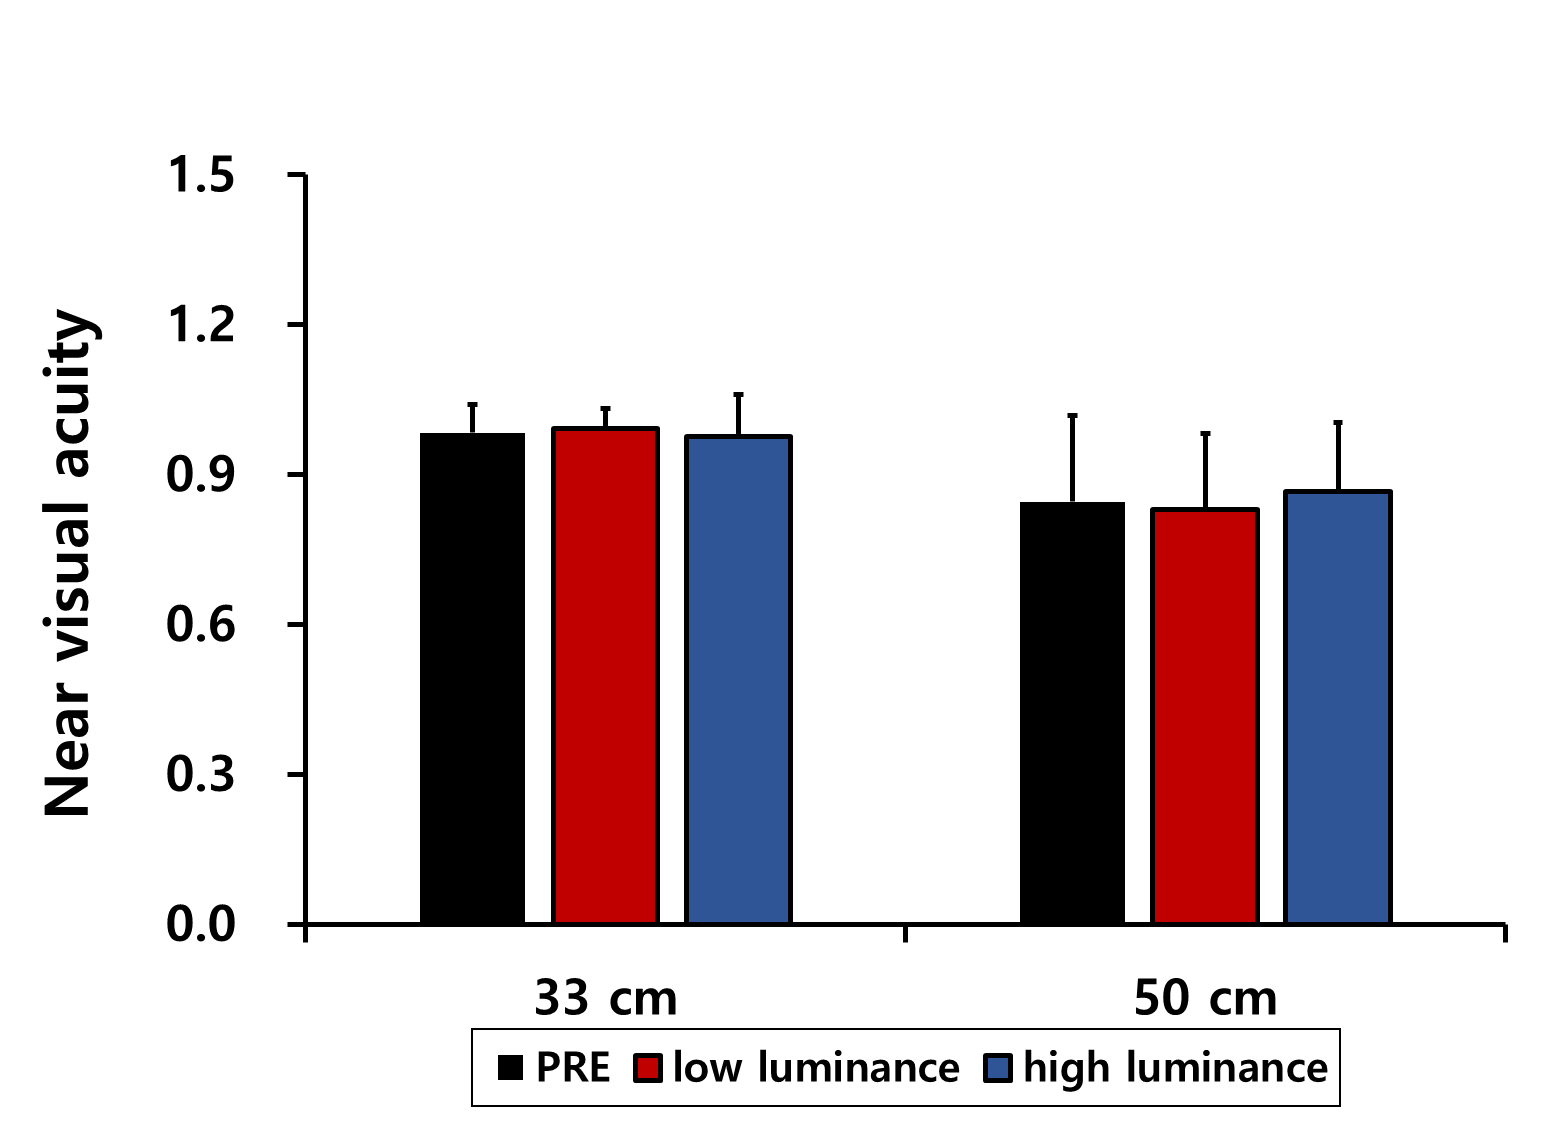 1.5
1.2
0.9
0.6
0.3
0.0
Near visual acuity
33 cm
50 cm
PRE
low luminance
high luminance